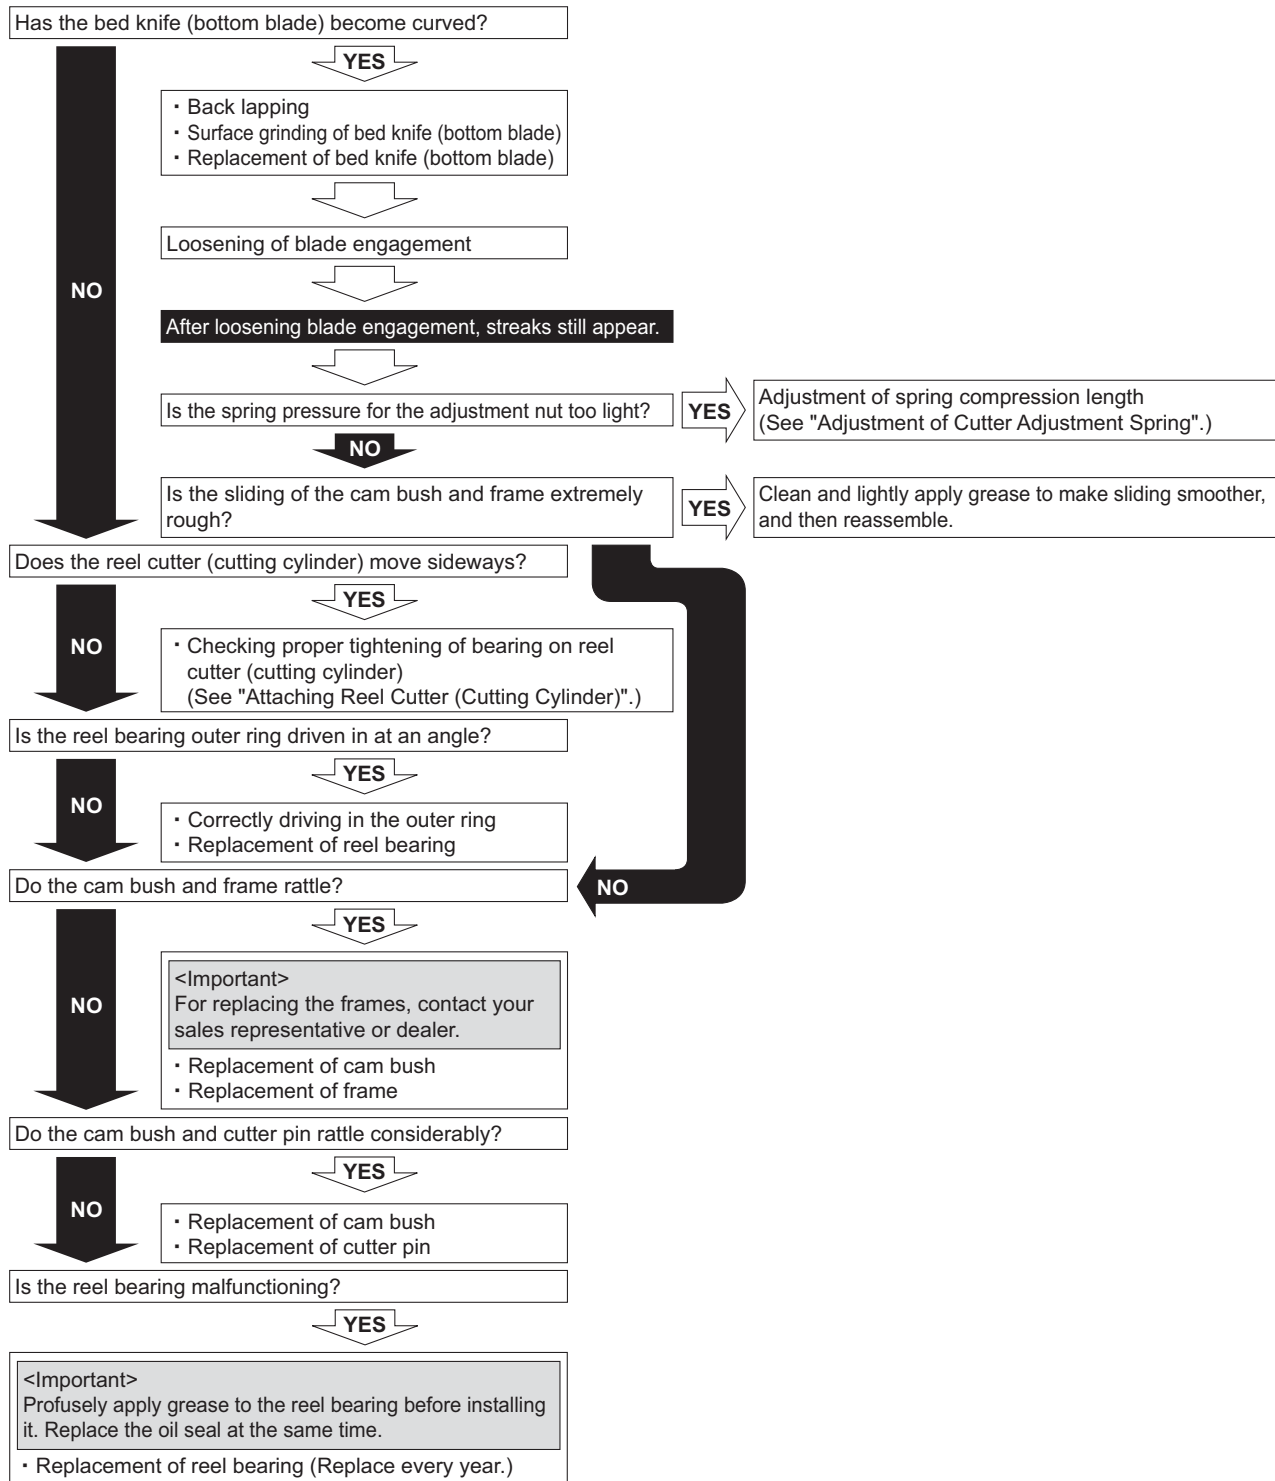 Has the bed knife (bottom blade) become curved?
YES
・Back lapping
・Surface grinding of bed knife (bottom blade)
・Replacement of bed knife (bottom blade)
Loosening of blade engagement
NO
After loosening blade engagement, streaks still appear.
Is the spring pressure for the adjustment nut too light?
YES
Adjustment of spring compression length
(See "Adjustment of Cutter Adjustment Spring".)
NO
Is the sliding of the cam bush and frame extremely
rough?
YES
Clean and lightly apply grease to make sliding smoother,
and then reassemble.
Does the reel cutter (cutting cylinder) move sideways?
YES
NO
・Checking proper tightening of bearing on reel
cutter (cutting cylinder)
(See "Attaching Reel Cutter (Cutting Cylinder)".)
Is the reel bearing outer ring driven in at an angle?
YES
NO
・Correctly driving in the outer ring
・Replacement of reel bearing
Do the cam bush and frame rattle?
NO
YES
<Important>
For replacing the frames, contact your
sales representative or dealer.
NO
・Replacement of cam bush
・Replacement of frame
Do the cam bush and cutter pin rattle considerably?
YES
NO
・Replacement of cam bush
・Replacement of cutter pin
Is the reel bearing malfunctioning?
YES
<Important>
Profusely apply grease to the reel bearing before installing
it. Replace the oil seal at the same time.
・Replacement of reel bearing (Replace every year.)